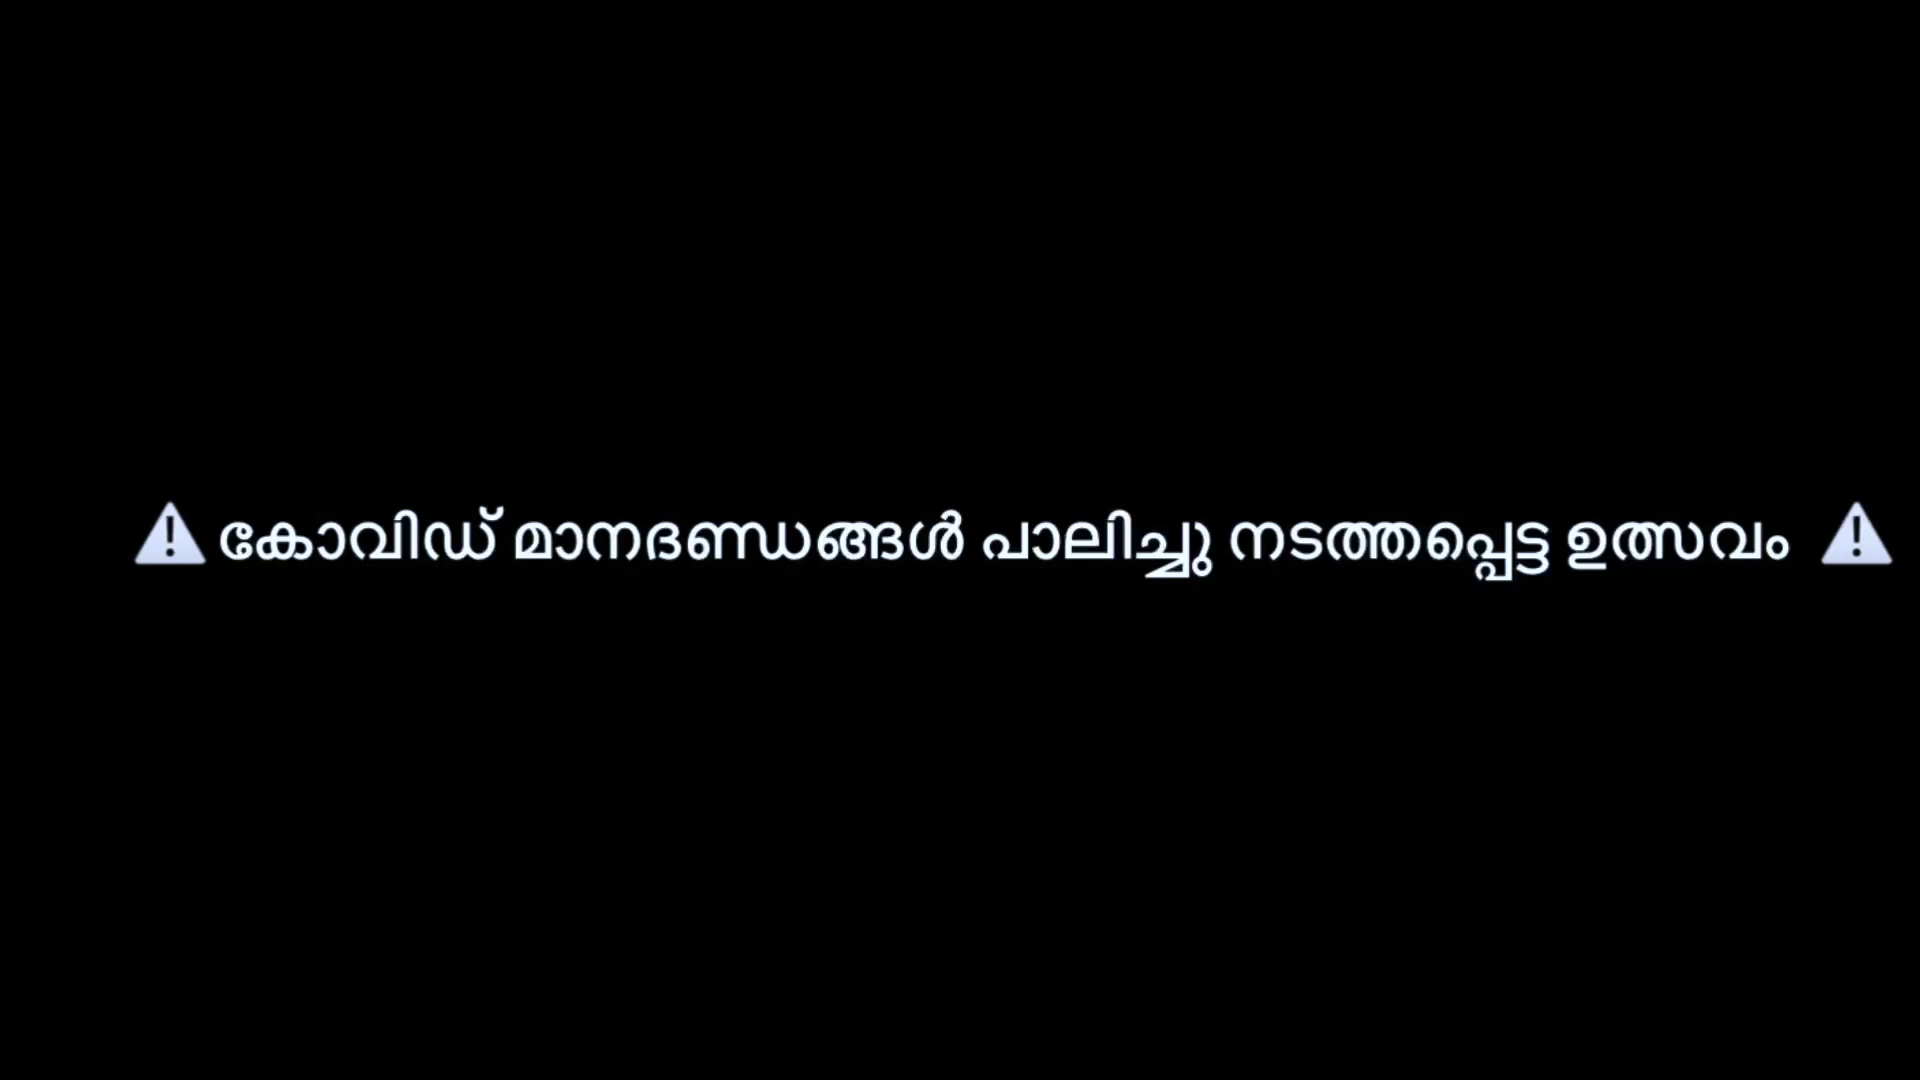 ⚠ കോവിഡ് മാനദണ്ഡങ്ങൾ പാലിച്ചു നടത്തപ്പെട്ട ഉത്സവം ⚠